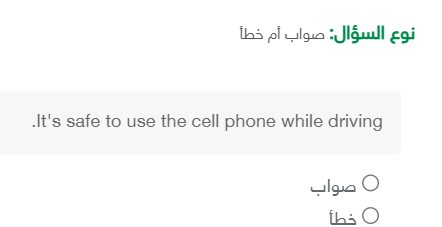 نوع السؤال: صواب أم خطأ
It's safe to use the cell phone while driving.
صواب
خطأ